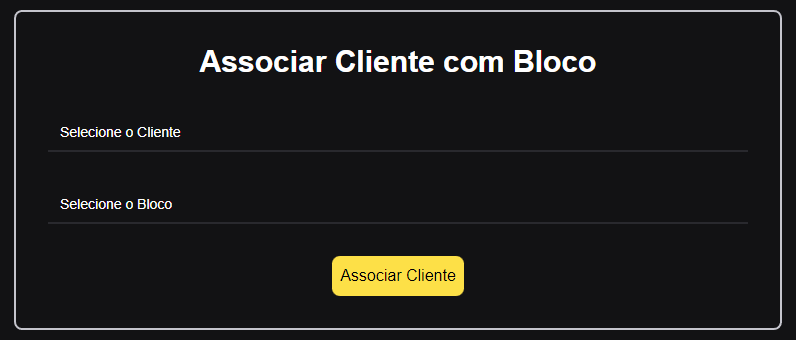 Associar Cliente com Bloco
Selecione o Cliente
Selecione o Bloco
Associar Cliente